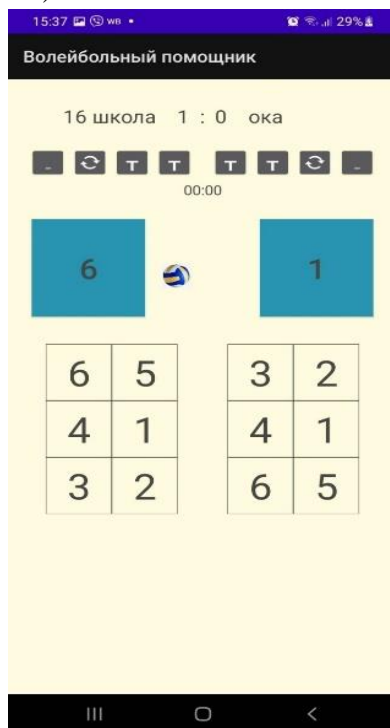 15:37 WB • 29%
Волейбольный помощник
16 школа 1 : 0 ока
- T T T T -
00:00
6 1
6 5 3 2
4 1 4 1
3 2 6 5